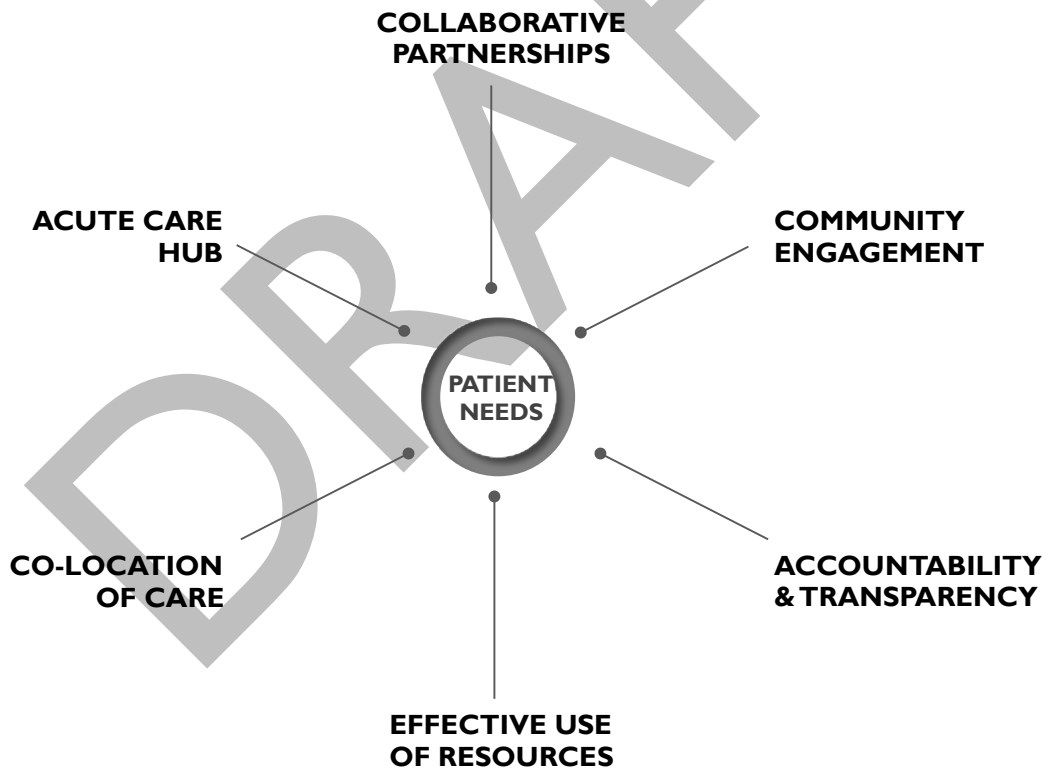 COLLABORATIVE
PARTNERSHIPS
ACUTE CARE
HUB
COMMUNITY
ENGAGEMENT
PATIENT
NEEDS
CO-LOCATION
OF CARE
ACCOUNTABILITY
& TRANSPARENCY
EFFECTIVE USE
OF RESOURCES
DRA